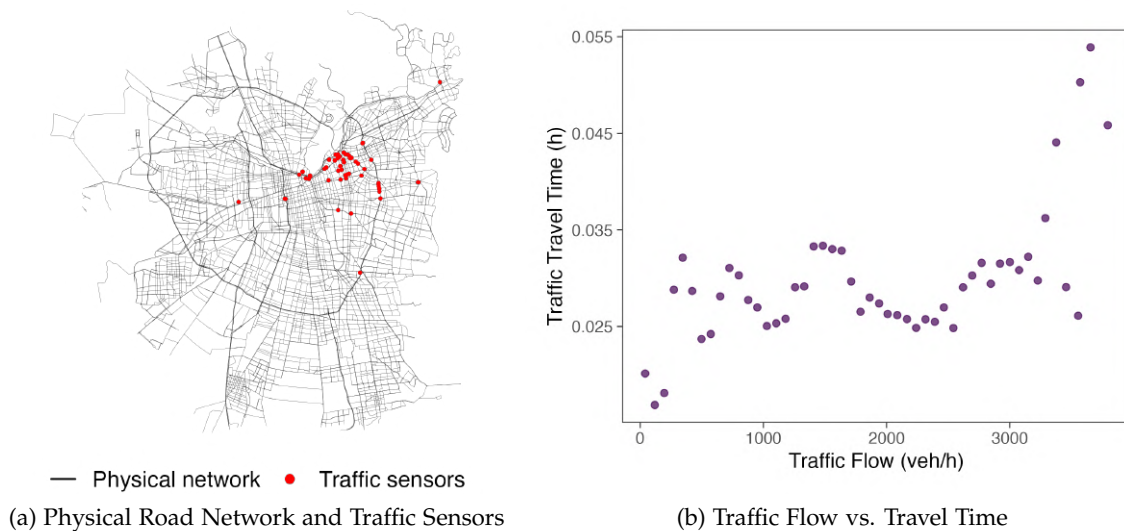 Physical network Traffic sensors
(a) Physical Road Network and Traffic Sensors
0.055
0.045
0.035
0.025
Traffic Travel Time (h)
0 1000 2000 3000
Traffic Flow (veh/h)
(b) Traffic Flow vs. Travel Time